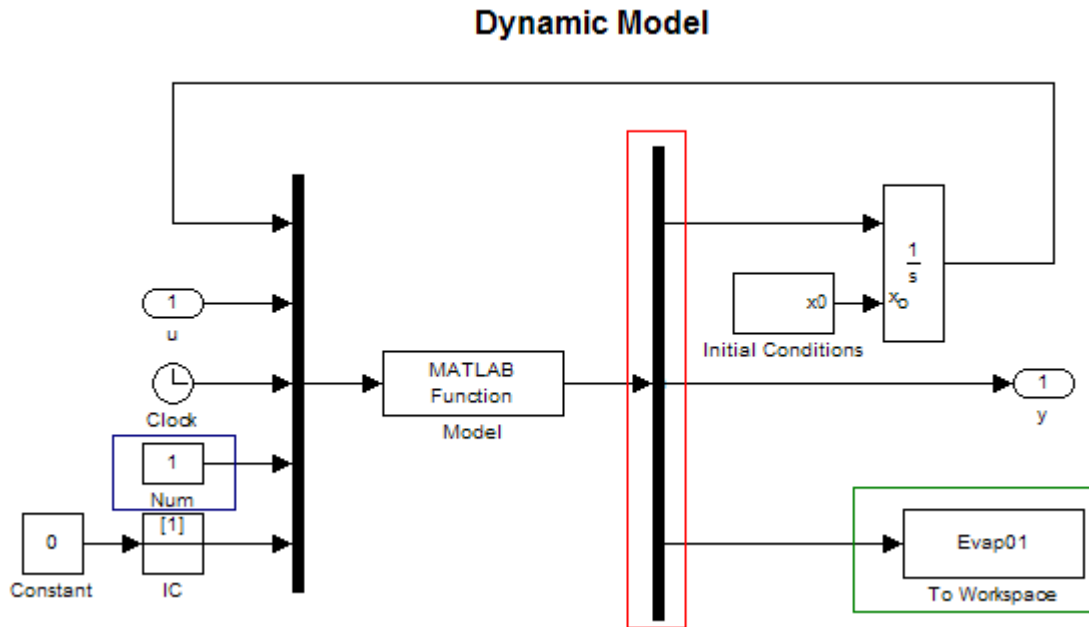 Dynamic Model
1
u
Clock
1
Num
0
Constant
[1]
IC
MATLAB
Function
Model
x0
Initial Conditions
1
s
xo
1
y
Evap01
To Workspace